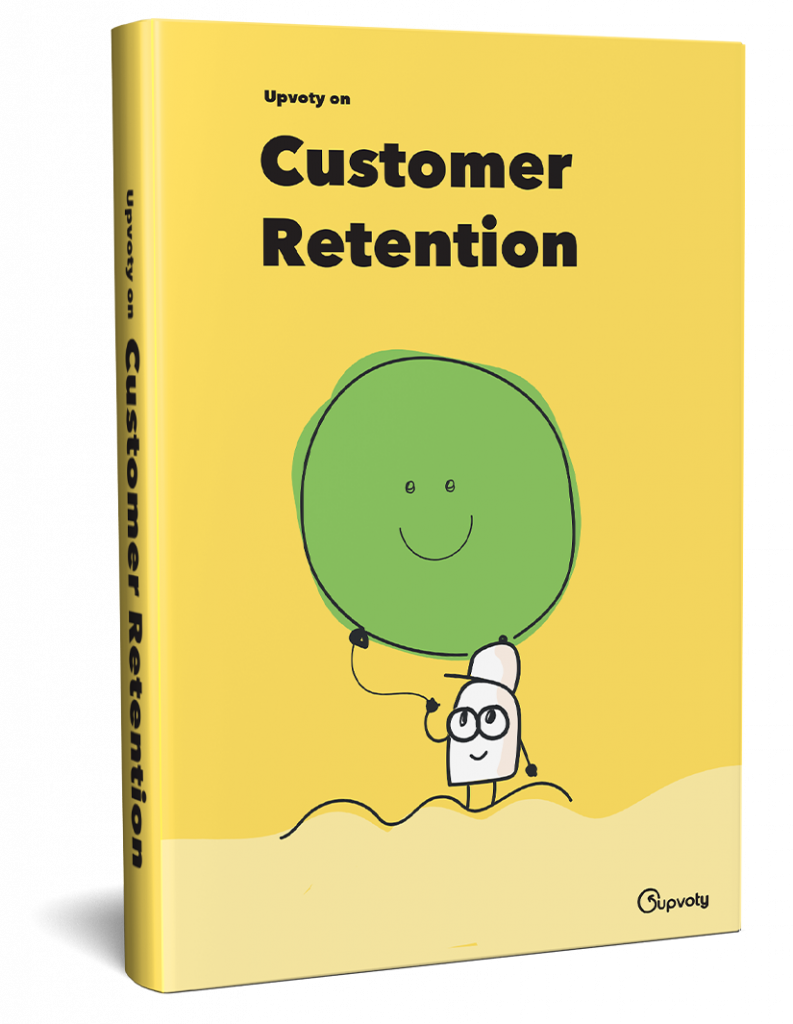 Upvoty on
Customer
Retention
Upvoty on Customer Retention
upvoty